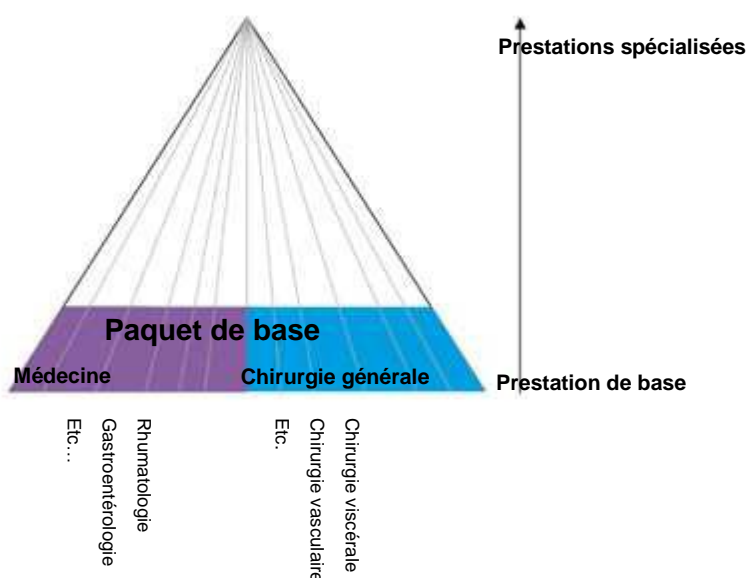 Prestations spécialisées
Paquet de base
Médecine
Chirurgie générale
Prestation de base
Etc…
Gastroentérologie
Rhumatologie
Etc.
Chirurgie vasculaire
Chirurgie viscérale